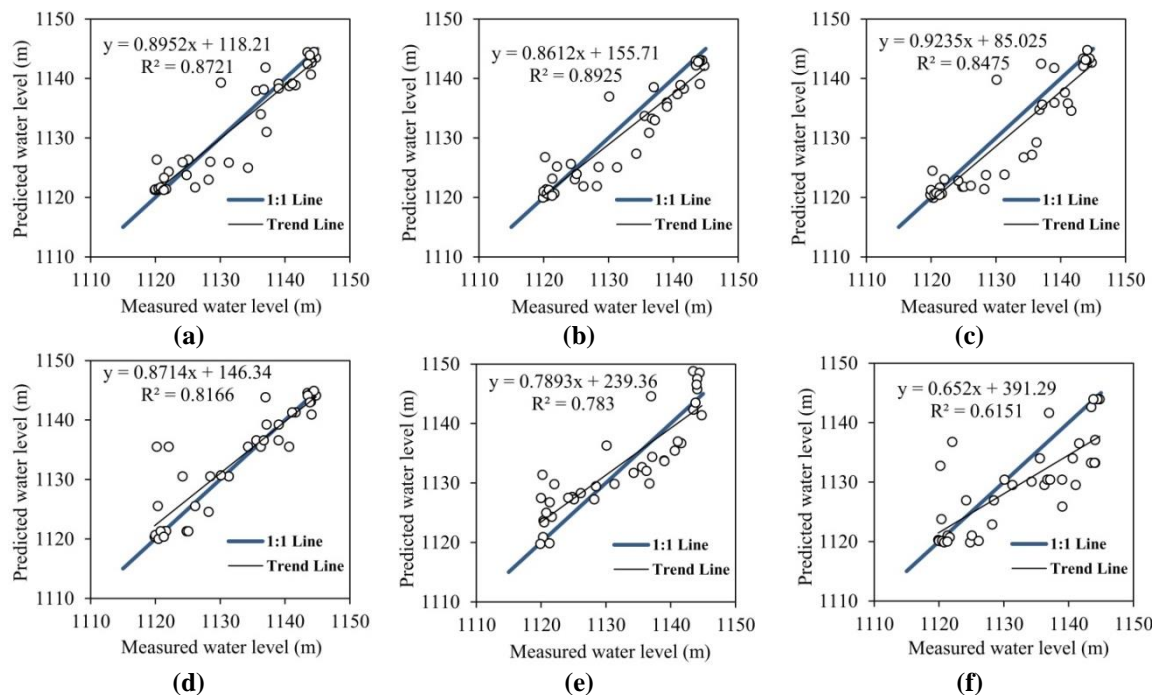 1150
1140
1130
1120
1110
Predicted water level (m)
y = 0.8952x + 118.21
R² = 0.8721
1:1 Line
Trend Line
1110 1120 1130 1140 1150
Measured water level (m)
(a)
1150
1140
1130
1120
1110
Predicted water level (m)
y = 0.8612x + 155.71
R² = 0.8925
1:1 Line
Trend Line
1110 1120 1130 1140 1150
Measured water level (m)
(b)
1150
1140
1130
1120
1110
Predicted water level (m)
y = 0.9235x + 85.025
R² = 0.8475
1:1 Line
Trend Line
1110 1120 1130 1140 1150
Measured water level (m)
(c)
1150
1140
1130
1120
1110
Predicted water level (m)
y = 0.8714x + 146.34
R² = 0.8166
1:1 Line
Trend Line
1110 1120 1130 1140 1150
Measured water level (m)
(d)
1150
1140
1130
1120
1110
Predicted water level (m)
y = 0.7893x + 239.36
R² = 0.783
1:1 Line
Trend Line
1110 1120 1130 1140 1150
Measured water level (m)
(e)
1150
1140
1130
1120
1110
Predicted water level (m)
y = 0.652x + 391.29
R² = 0.6151
1:1 Line
Trend Line
1110 1120 1130 1140 1150
Measured water level (m)
(f)